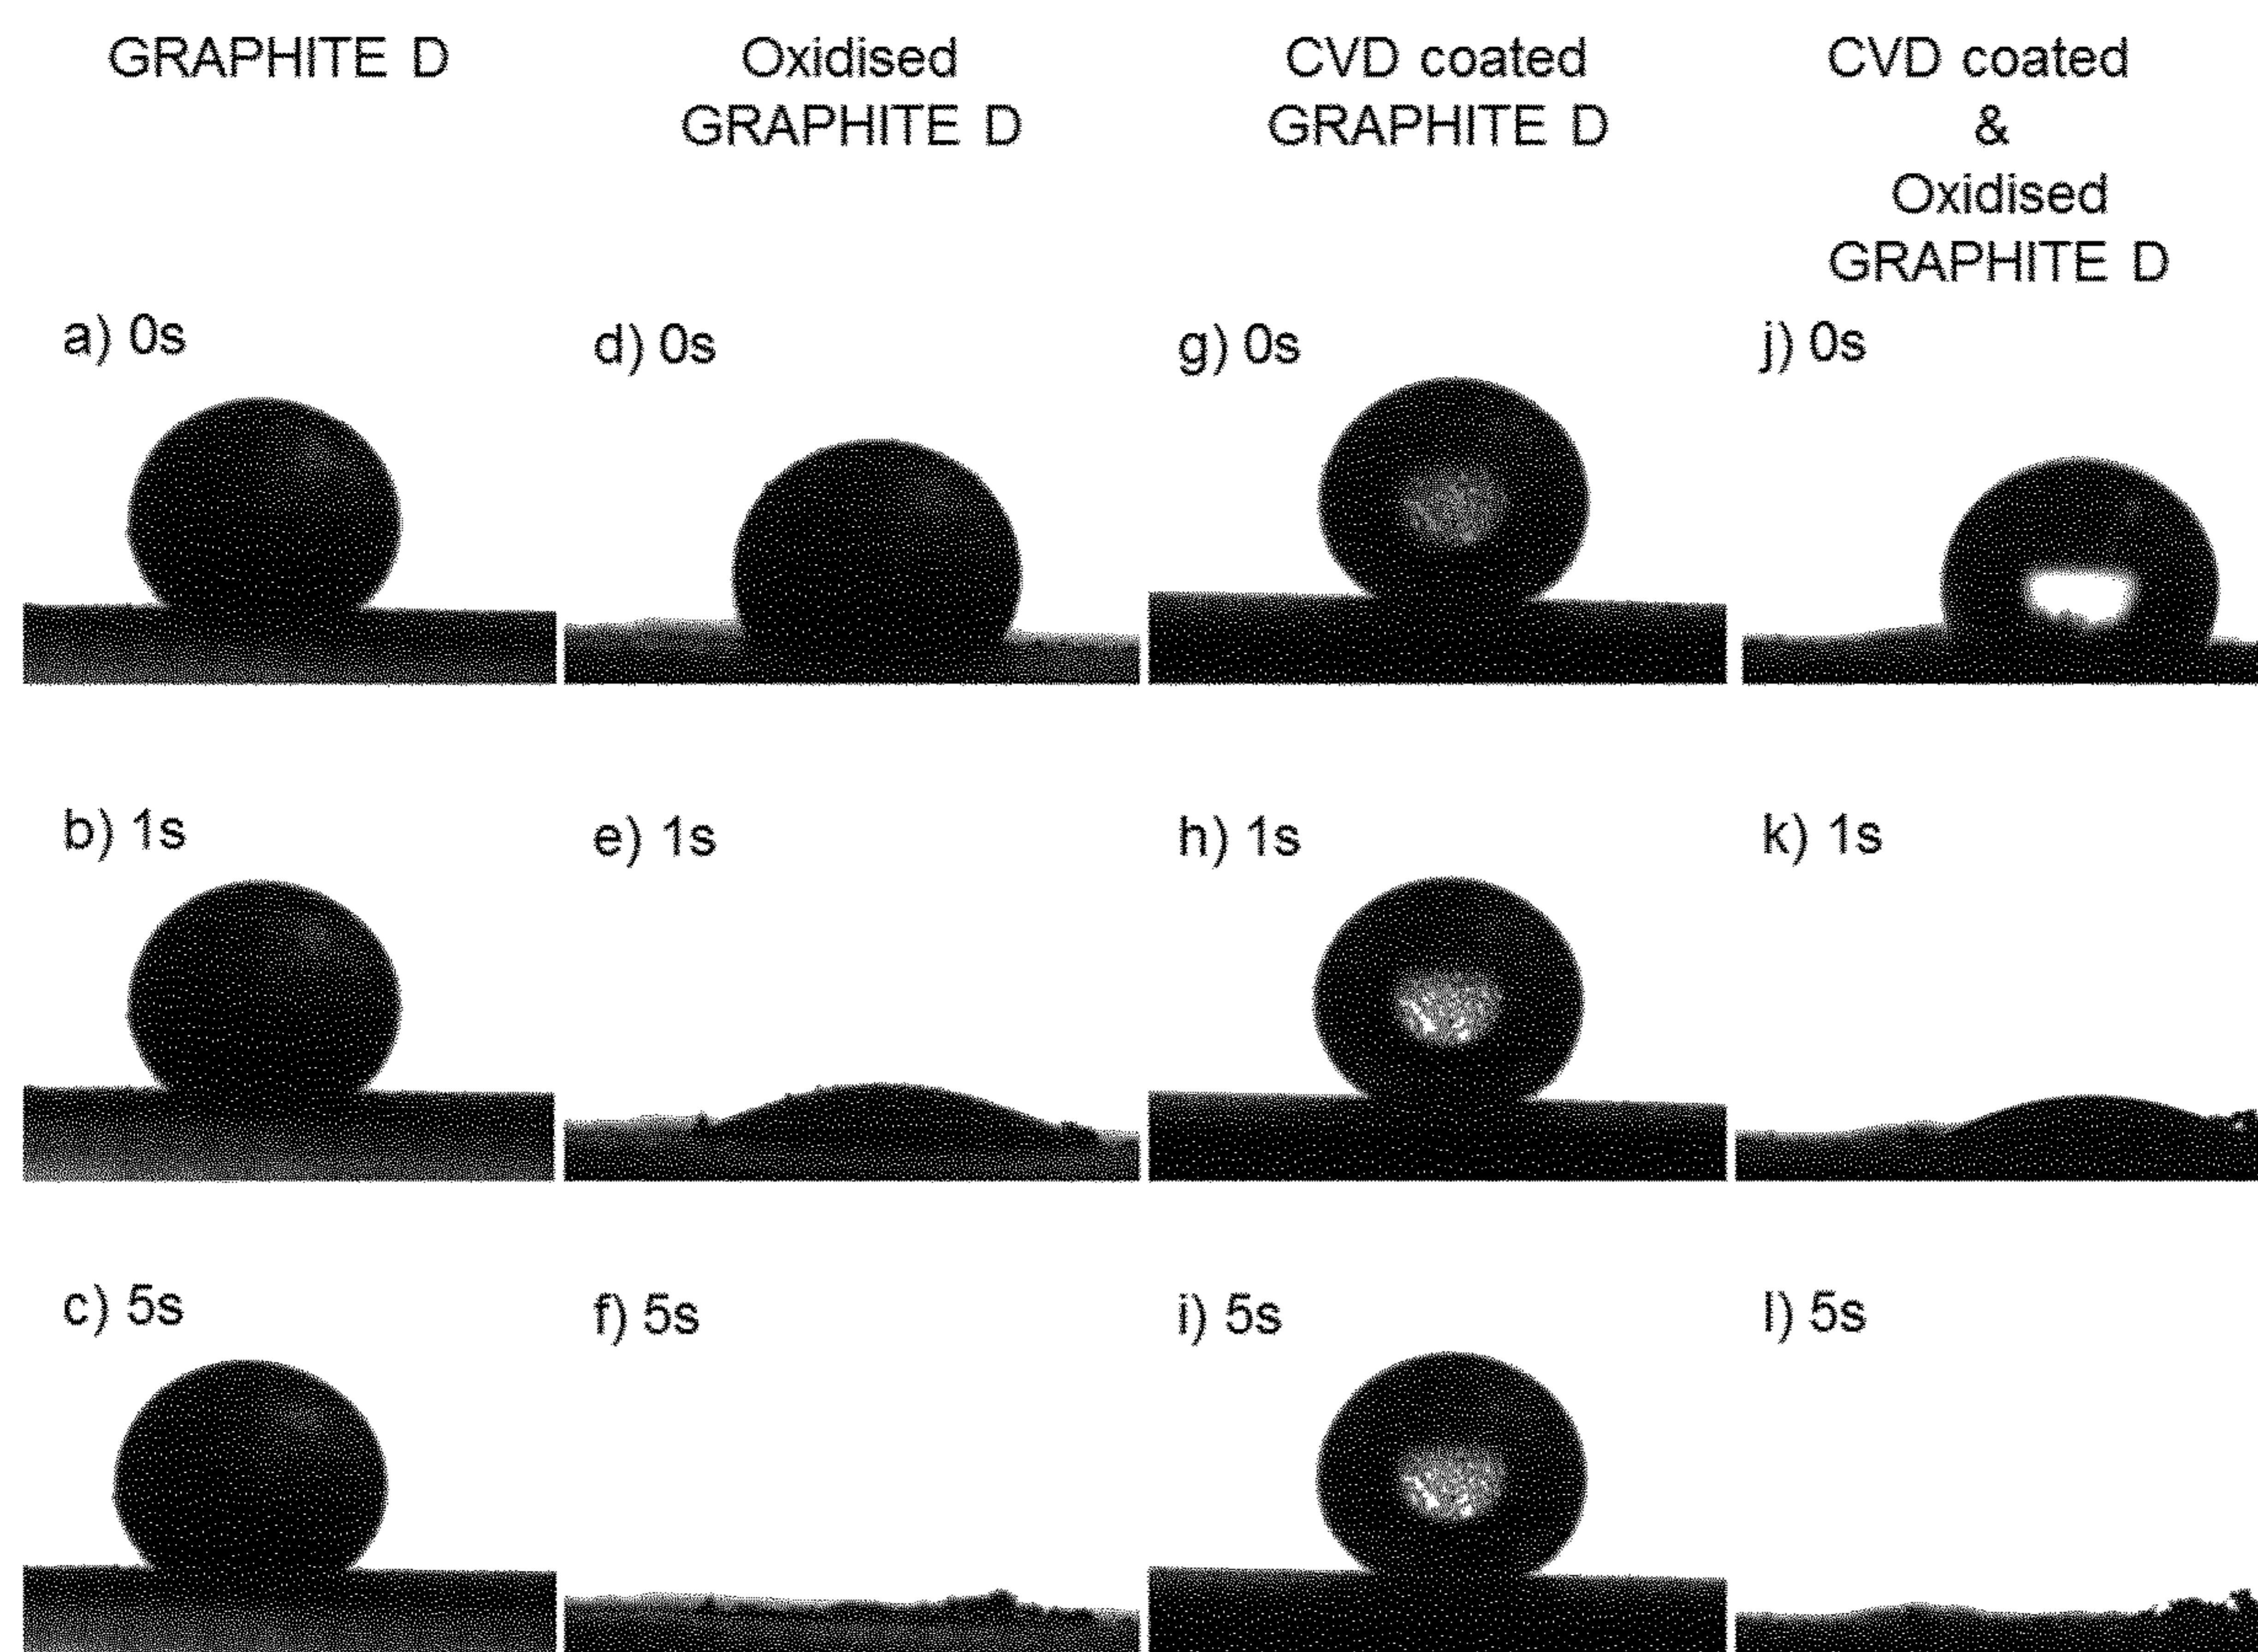 GRAPHITE D
Oxidised
GRAPHITE D
CVD coated
GRAPHITE D
CVD coated
&
Oxidised
GRAPHITE D
a) 0s
d) 0s
g) 0s
j) 0s
b) 1s
e) 1s
h) 1s
k) 1s
c) 5s
f) 5s
i) 5s
l) 5s